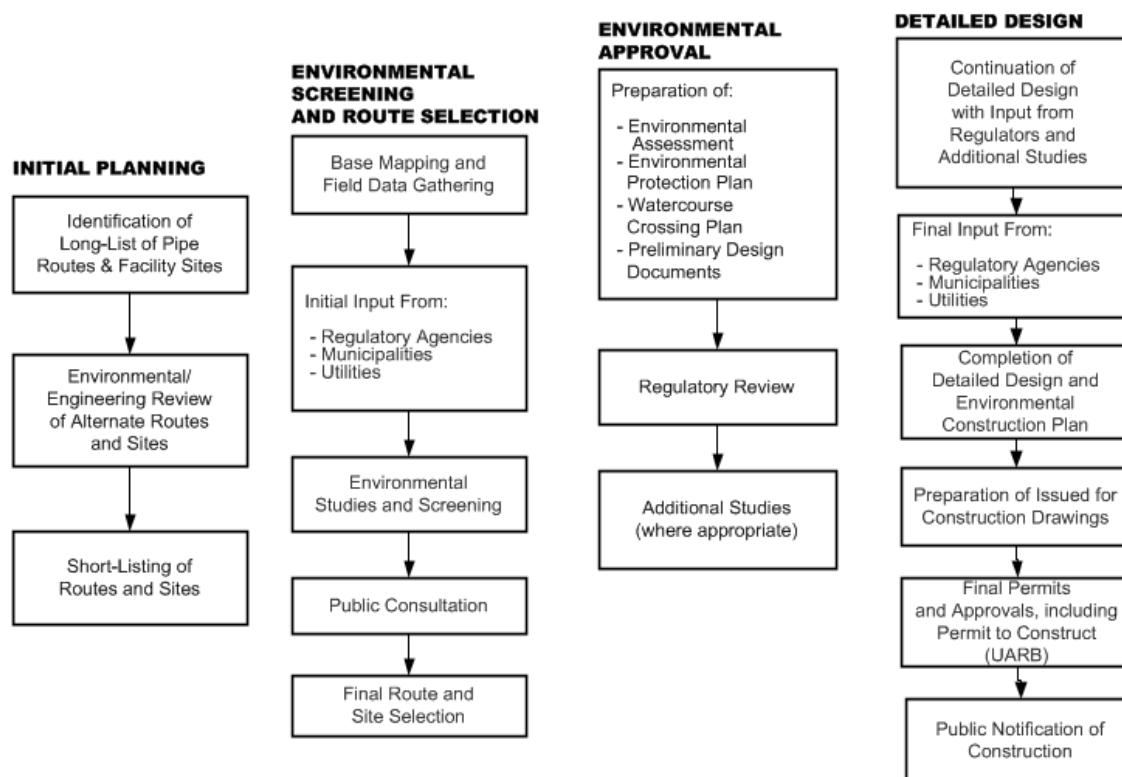 INITIAL PLANNING
Identification of
Long-List of Pipe
Routes & Facility Sites
Environmental/
Engineering Review
of Alternate Routes
and Sites
Short-Listing of
Routes and Sites
ENVIRONMENTAL
SCREENING
AND ROUTE SELECTION
Base Mapping and
Field Data Gathering
Initial Input From:
- Regulatory Agencies
- Municipalities
- Utilities
Environmental
Studies and Screening
Public Consultation
Final Route and
Site Selection
ENVIRONMENTAL
APPROVAL
Preparation of:
- Environmental
Assessment
- Environmental
Protection Plan
- Watercourse
Crossing Plan
- Preliminary Design
Documents
Regulatory Review
Additional Studies
(where appropriate)
DETAILED DESIGN
Continuation of
Detailed Design
with Input from
Regulators and
Additional Studies
Final Input From:
- Regulatory Agencies
- Municipalities
- Utilities
Completion of
Detailed Design and
Environmental
Construction Plan
Preparation of Issued for
Construction Drawings
Final Permits
and Approvals, including
Permit to Construct
(UARB)
Public Notification of
Construction